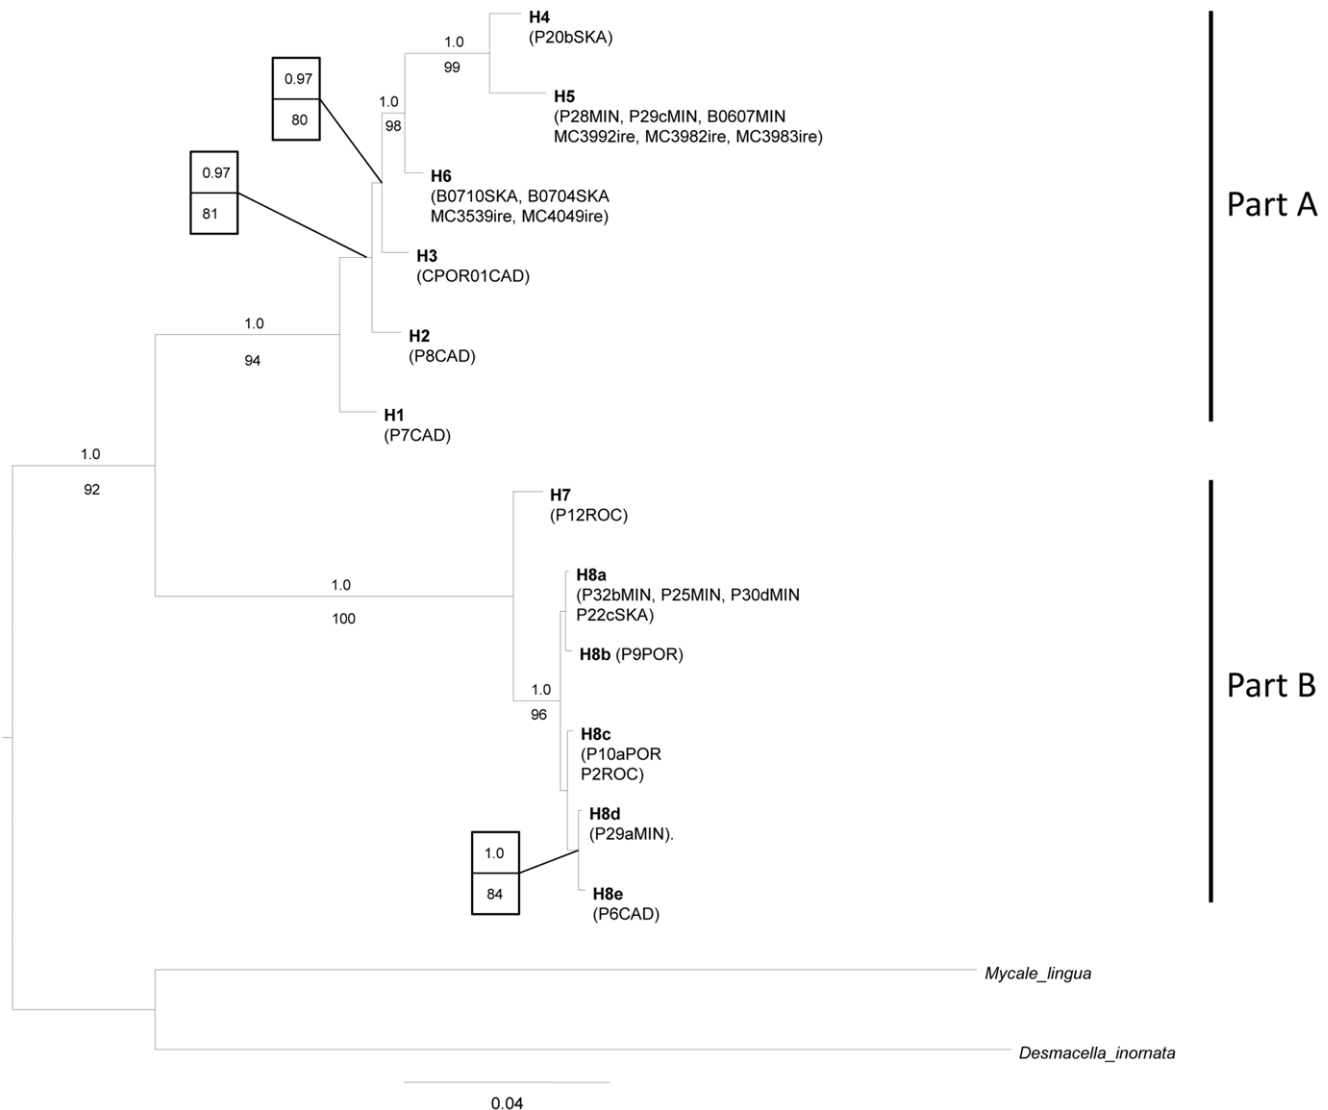 H4
(P20bSKA)
1.0
99
0.97
80
H5
(P28MIN, P29cMIN, B0607MIN
MC3992ire, MC3982ire, MC3983ire)
1.0
98
0.97
81
H6
(B0710SKA, B0704SKA
MC3539ire, MC4049ire)
Part A
H3
(CPOR01CAD)
1.0
94
H2
(P8CAD)
H1
(P7CAD)
1.0
92
H7
(P12ROC)
1.0
100
H8a
(P32bMIN, P25MIN, P30dMIN
P22cSKA)
H8b (P9POR)
1.0
96
Part B
H8c
(P10aPOR
P2ROC)
H8d
(P29aMIN).
1.0
84
H8e
(P6CAD)
Mycale_lingua
Desmacella_inornata
0.04